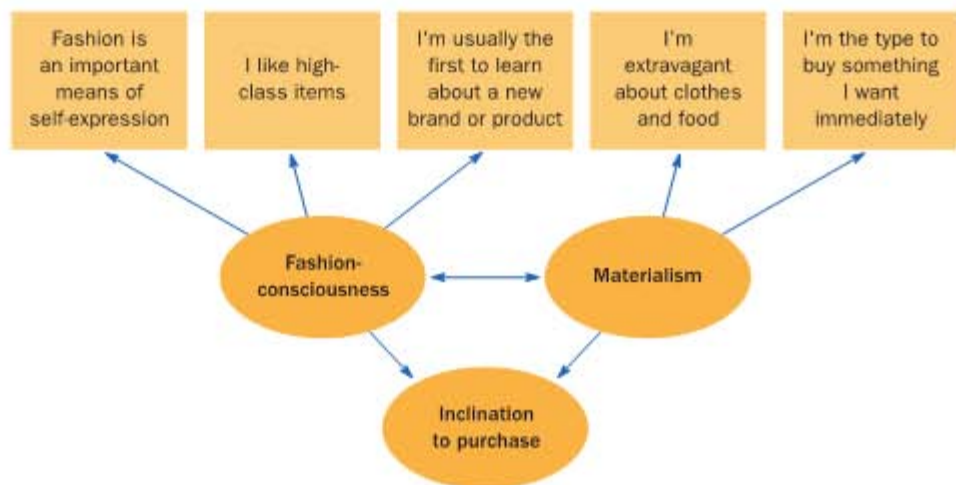 Fashion is
an important
means of
self-expression
I like high-
class items
I'm usually the
first to learn
about a new
brand or product
I'm
extravagant
about clothes
and food
I'm the type to
buy something
I want
immediately
Fashion-
consciousness
Materialism
Inclination
to purchase